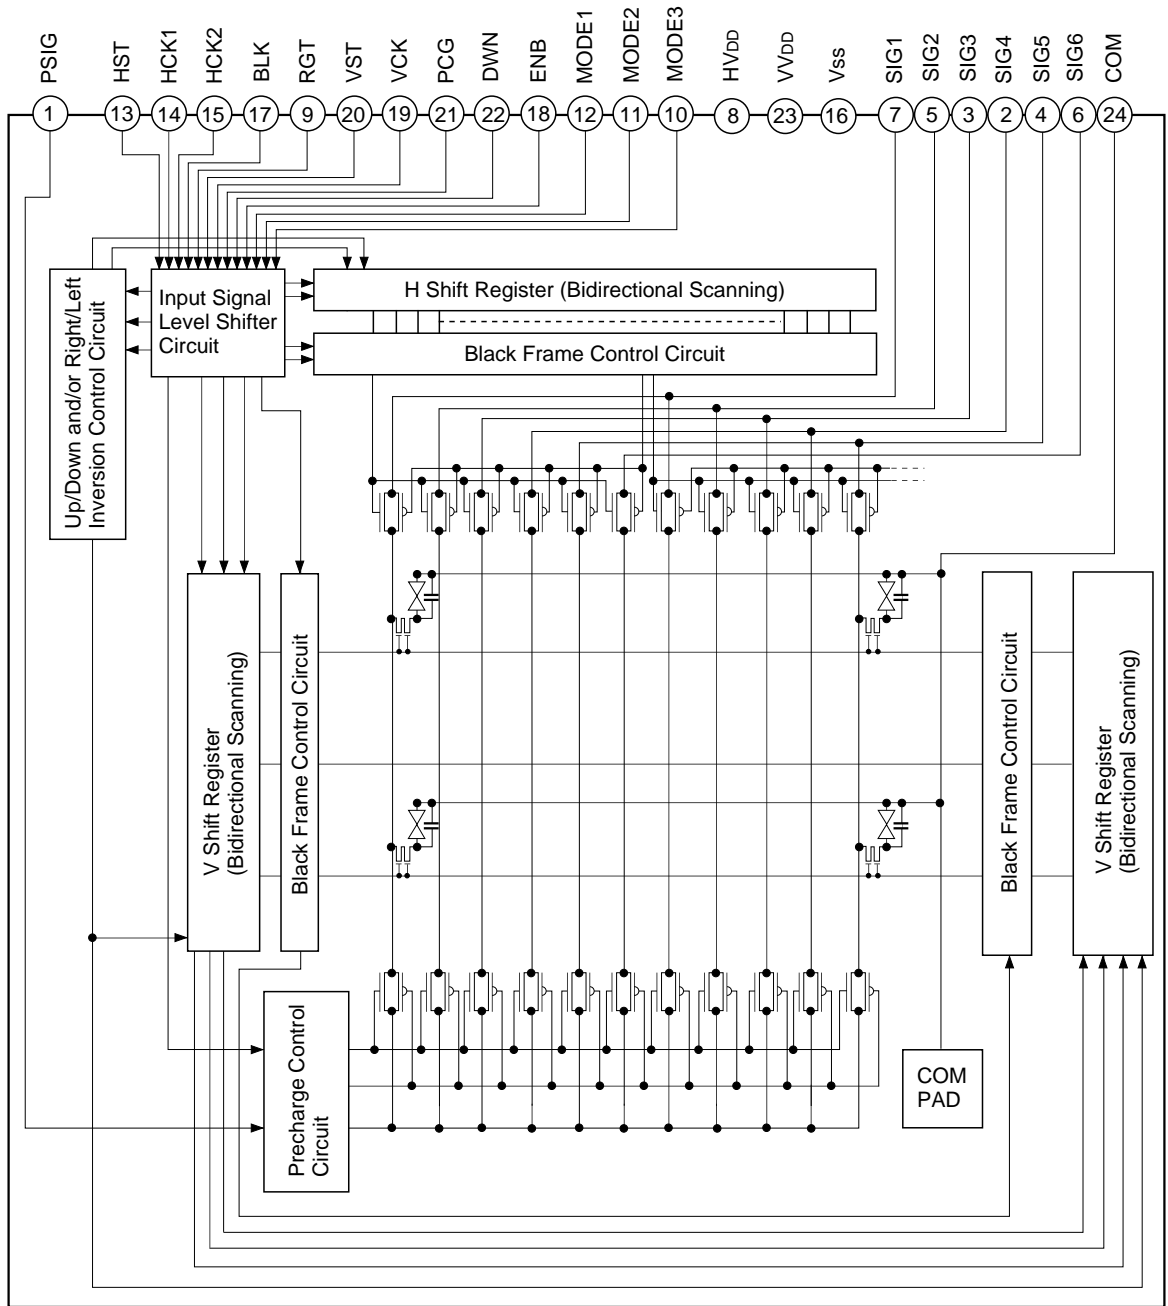 PSIG
HST
HCK1
HCK2
BLK
RGT
VST
VCK
PCG
DWN
ENB
MODE1
MODE2
MODE3
HVDD
VVDD
Vss
SIG1
SIG2
SIG3
SIG4
SIG5
SIG6
COM
1
13
14
15
17
9
20
19
21
22
18
12
11
10
8
23
16
7
5
3
2
4
6
24
Up/Down and/or Right/Left
Inversion Control Circuit
Input Signal
Level Shifter
Circuit
H Shift Register (Bidirectional Scanning)
Black Frame Control Circuit
V Shift Register
(Bidirectional Scanning)
Black Frame Control Circuit
Black Frame Control Circuit
V Shift Register
(Bidirectional Scanning)
Precharge Control
Circuit
COM
PAD